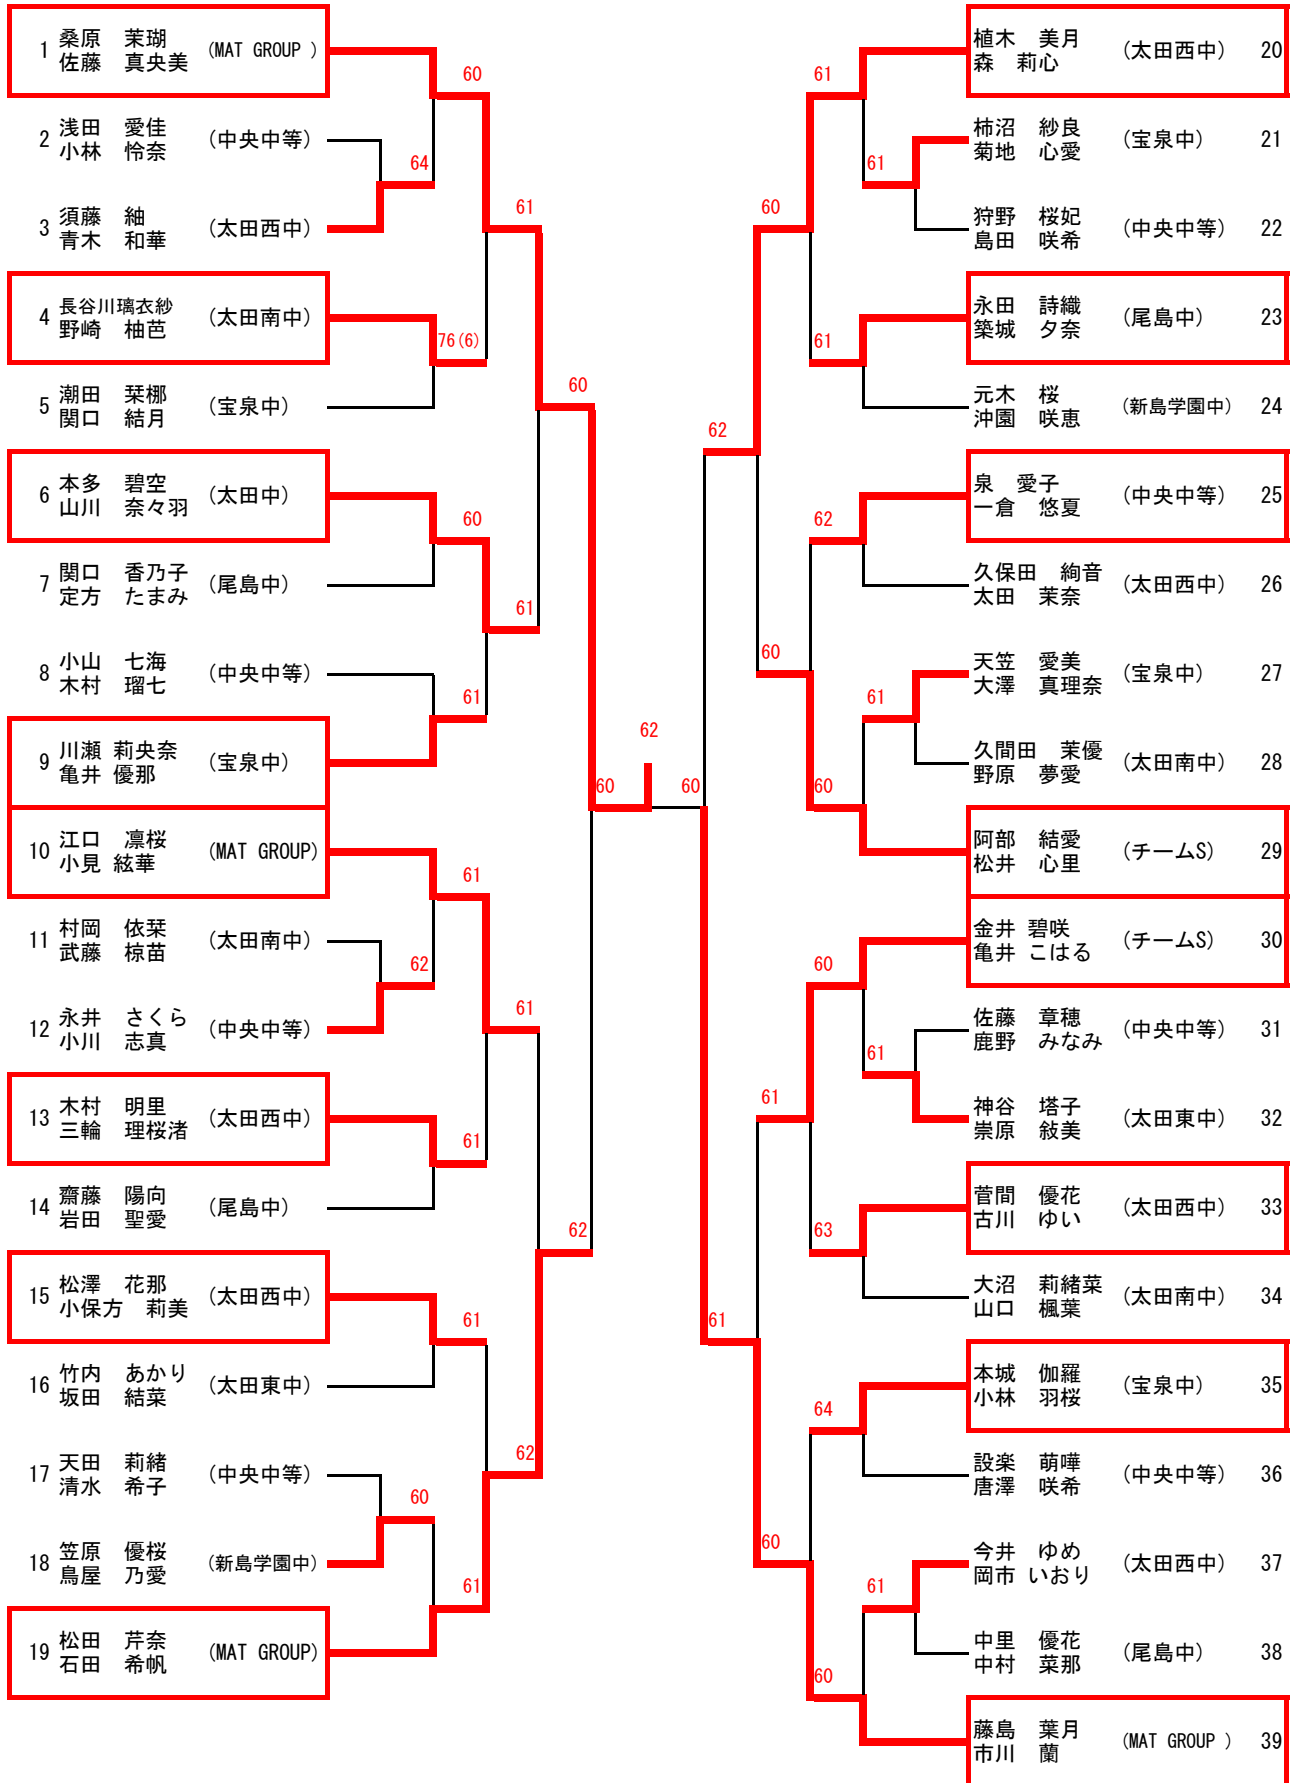 1 桑原 茉瑚 (MAT GROUP )
佐藤 真央美
60
2 浅田 愛佳 (中央中等)
小林 怜奈
64
3 須藤 紬 (太田西中)
青木 和華
61
4 長谷川璃衣紗 (太田南中)
野崎 柚芭
76(6)
5 潮田 栞梛 (宝泉中)
関口 結月
60
6 本多 碧空 (太田中)
山川 奈々羽
60
7 関口 香乃子 (尾島中)
定方 たまみ
61
8 小山 七海 (中央中等)
木村 瑠七
61
9 川瀬 莉央奈 (宝泉中)
亀井 優那
60
10 江口 凛桜 (MAT GROUP)
小見 絃華
61
11 村岡 依栞 (太田南中)
武藤 椋苗
62
12 永井 さくら (中央中等)
小川 志真
61
13 木村 明里 (太田西中)
三輪 理桜渚
61
14 齋藤 陽向 (尾島中)
岩田 聖愛
62
15 松澤 花那 (太田西中)
小保方 莉美
61
16 竹内 あかり (太田東中)
坂田 結菜
62
17 天田 莉緒 (中央中等)
清水 希子
60
18 笠原 優桜 (新島学園中)
鳥屋 乃愛
61
19 松田 芹奈 (MAT GROUP)
石田 希帆
62
植木 美月 (太田西中) 20
森 莉心
61
柿沼 紗良 (宝泉中) 21
菊地 心愛
61
狩野 桜妃 (中央中等) 22
島田 咲希
60
永田 詩織 (尾島中) 23
築城 夕奈
61
元木 桜 (新島学園中) 24
沖園 咲恵
62
泉 愛子 (中央中等) 25
一倉 悠夏
62
久保田 絢音 (太田西中) 26
太田 茉奈
60
天笠 愛美 (宝泉中) 27
大澤 真理奈
61
久間田 茉優 (太田南中) 28
野原 夢愛
60
60
阿部 結愛 (チームS) 29
松井 心里
金井 碧咲 (チームS) 30
亀井 こはる
60
佐藤 章穂 (中央中等) 31
鹿野 みなみ
61
神谷 塔子 (太田東中) 32
崇原 敍美
61
菅間 優花 (太田西中) 33
古川 ゆい
63
大沼 莉緒菜 (太田南中) 34
山口 楓葉
61
本城 伽羅 (宝泉中) 35
小林 羽桜
64
設楽 萌曄 (中央中等) 36
唐澤 咲希
60
今井 ゆめ (太田西中) 37
岡市 いおり
61
中里 優花 (尾島中) 38
中村 菜那
60
藤島 葉月 (MAT GROUP ) 39
市川 蘭